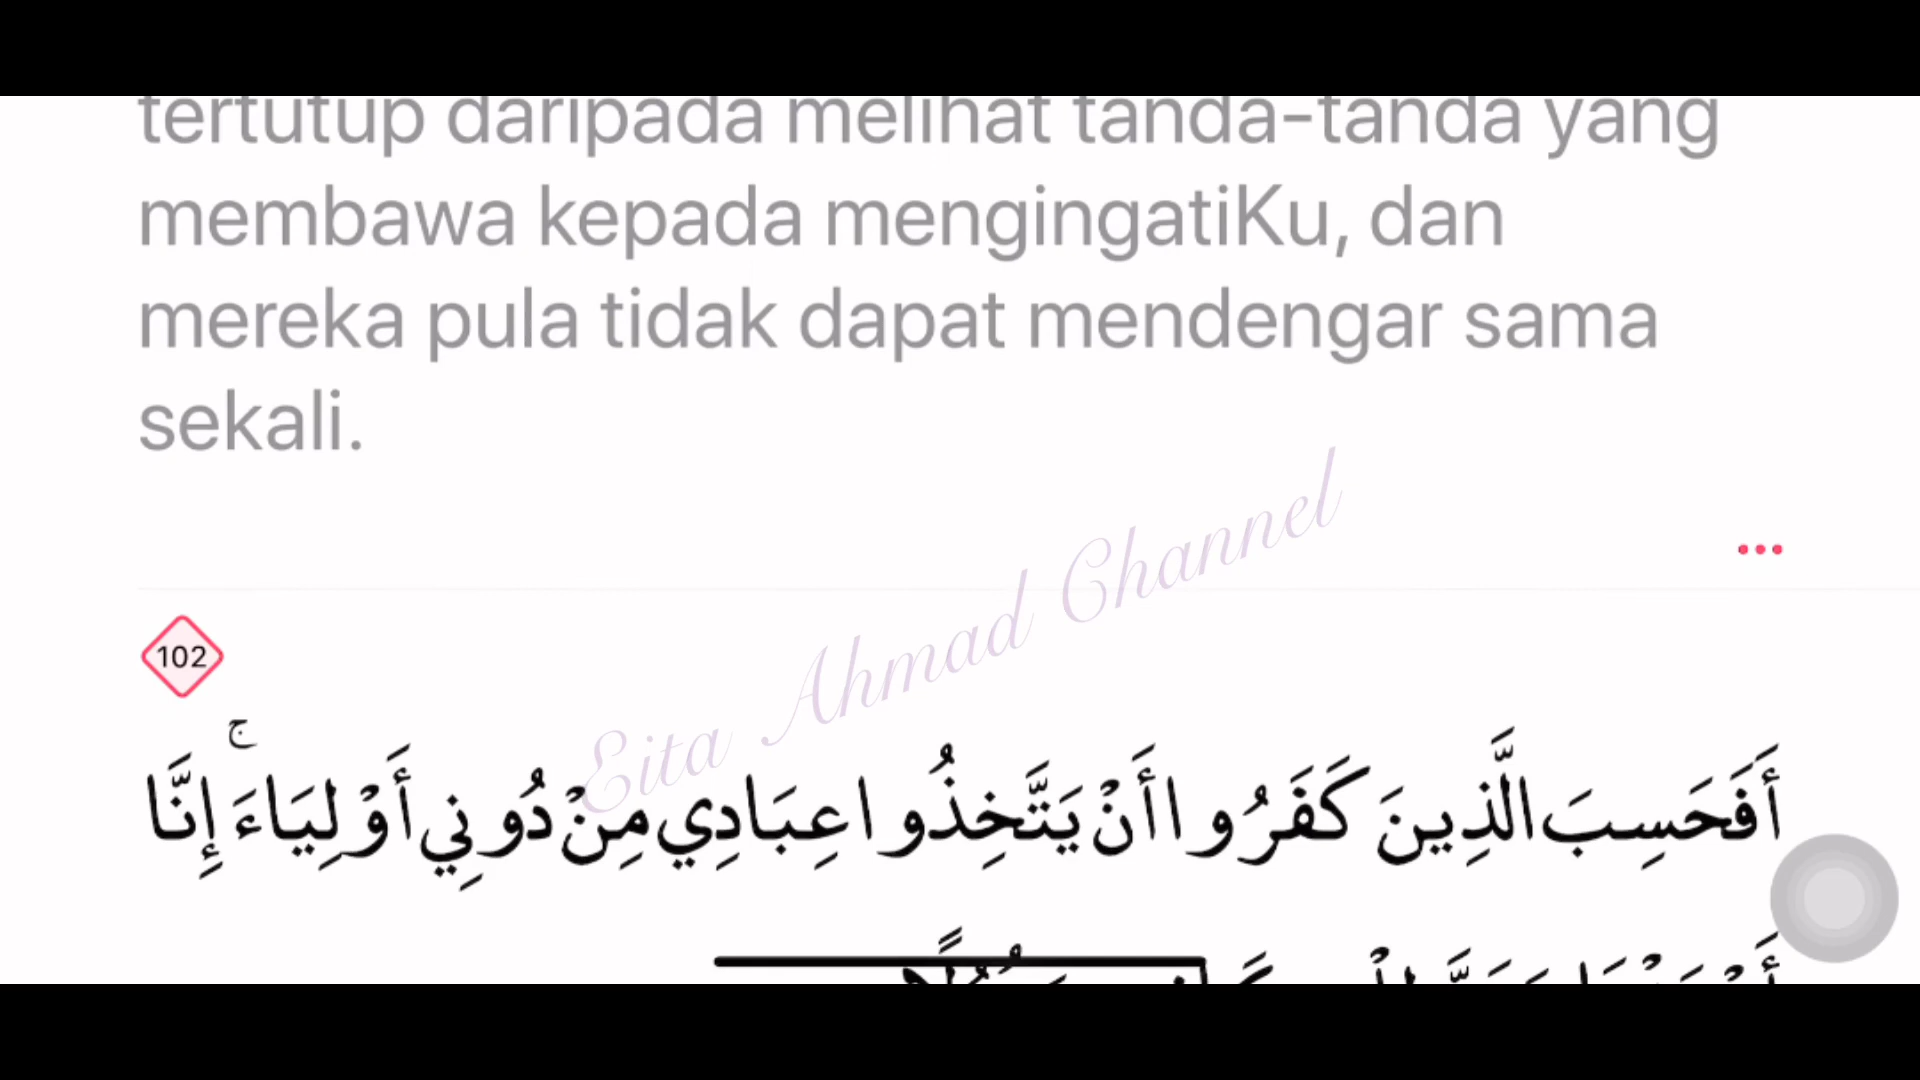 tertutup daripada melihat tanda-tanda yang
membawa kepada mengingatiKu, dan
mereka pula tidak dapat mendengar sama
sekali.
Eita Ahmad Channel
102
أَفَحَسِبَ الَّذِينَ كَفَرُوا أَنْ يَتَّخِذُوا عِبَادِي مِنْ دُونِي أَوْلِيَاءَ ۚ إِنَّا